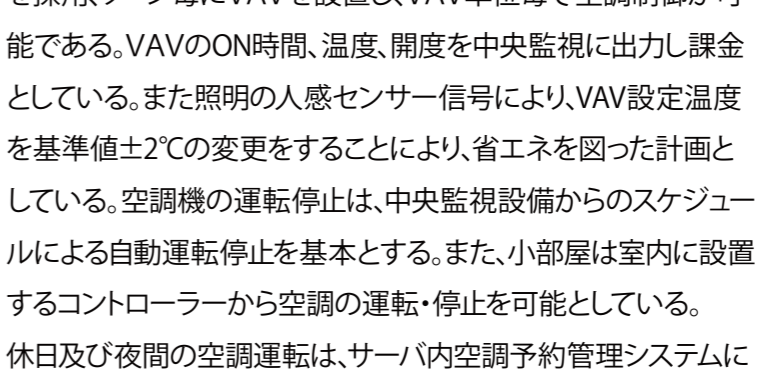 を採用、ゾーン毎にVAVを設置し、VAV単位毎で空調制御が可
能である。VAVのON時間、温度、開度を中央監視に出力し課金
としている。また照明の人感センサー信号により、VAV設定温度
を基準値±2℃の変更をすることにより、省エネを図った計画と
している。空調機の運転停止は、中央監視設備からのスケジュー
ルによる自動運転停止を基本とする。また、小部屋は室内に設置
するコントローラーから空調の運転・停止を可能としている。
休日及び夜間の空調運転は、サーバ内空調予約管理システムに